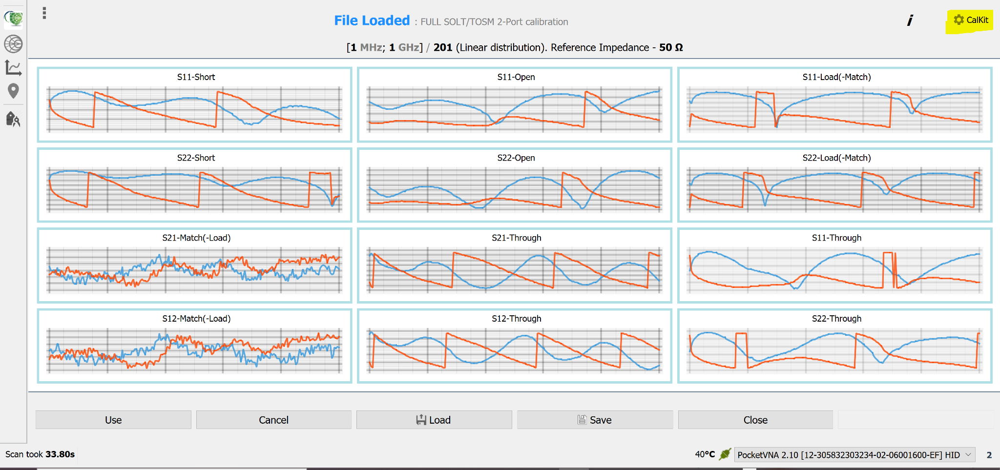 File Loaded : FULL SOLT/TOSM 2-Port calibration
i
CalKit
[1 MHz; 1 GHz] / 201 (Linear distribution). Reference Impedance - 50 Ω
S11-Short
S11-Open
S11-Load(-Match)
S22-Short
S22-Open
S22-Load(-Match)
S21-Match(-Load)
S21-Through
S11-Through
S12-Match(-Load)
S12-Through
S22-Through
Use
Cancel
Load
Save
Close
Scan took 33.80s
40°C
PocketVNA 2.10 [12-305832303234-02-06001600-EF] HID
2